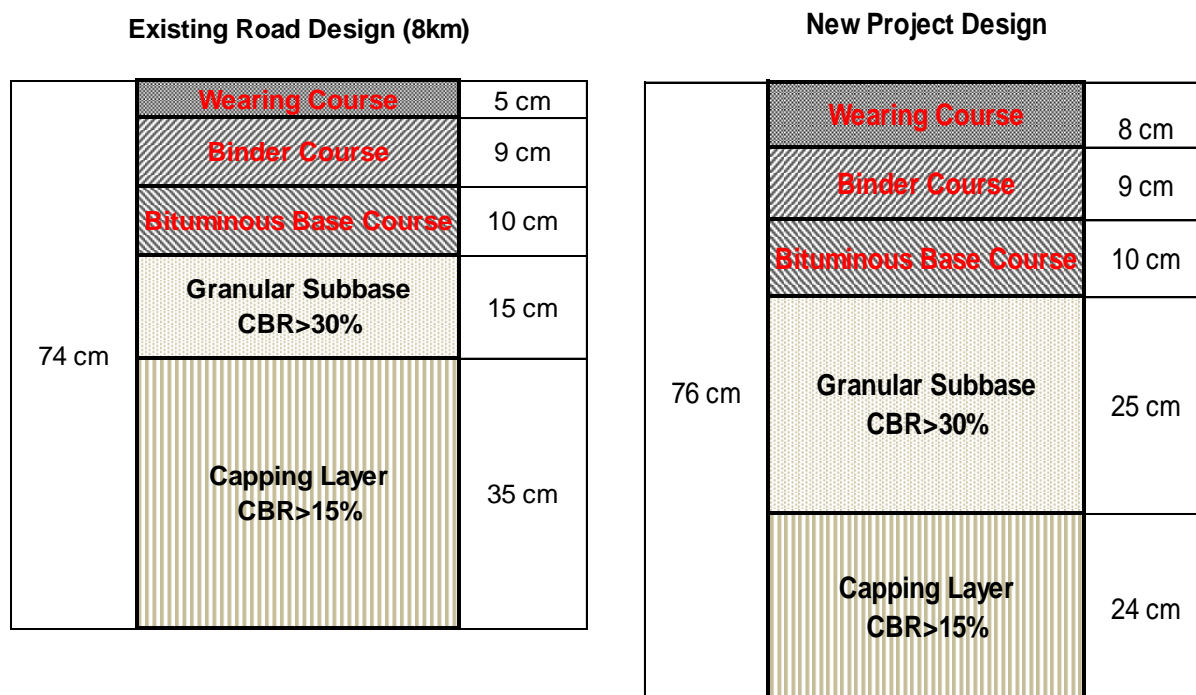 Existing Road Design (8km)
Wearing Course
5 cm
Binder Course
9 cm
Bituminous Base Course
10 cm
Granular Subbase
CBR>30%
15 cm
74 cm
Capping Layer
CBR>15%
35 cm
New Project Design
Wearing Course
8 cm
Binder Course
9 cm
Bituminous Base Course
10 cm
Granular Subbase
CBR>30%
25 cm
76 cm
Capping Layer
CBR>15%
24 cm